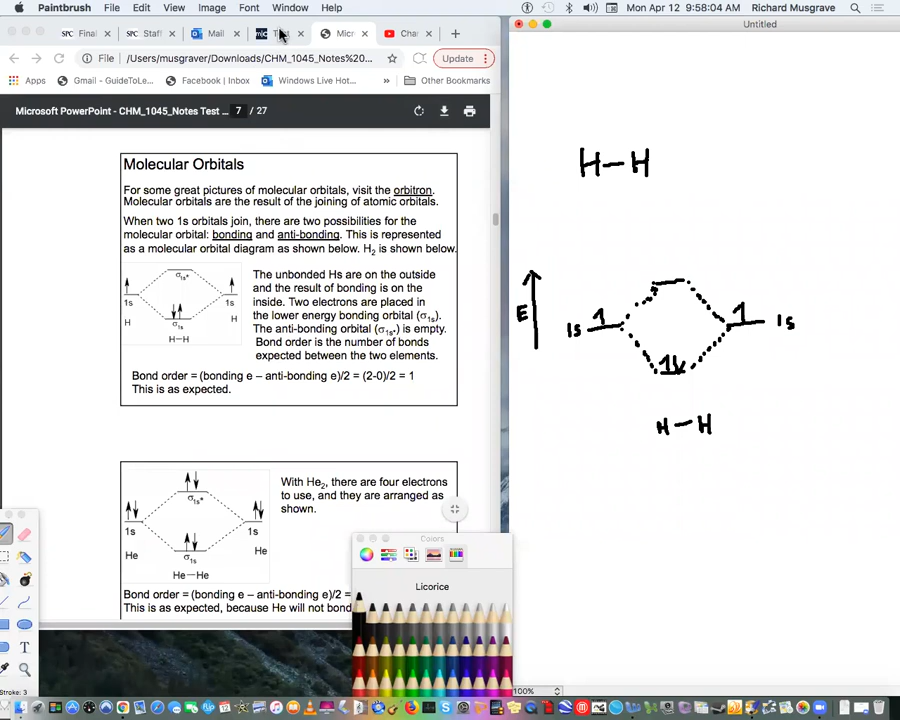 Paintbrush File Edit View Image Font Window Help
Mon Apr 12 9:58:04 AM Richard Musgrave
SPC Final × SPC Staff × Mail × × Micr × Cha × +
File /Users/musgraver/Downloads/CHM_1045_Notes%20...
Update
Apps Gmail - GuideToLe... Facebook | Inbox Windows Live Hot... » Other Bookmarks
Microsoft PowerPoint - CHM_1045_Notes Test ... 7 / 27
Molecular Orbitals
For some great pictures of molecular orbitals, visit the orbitron.
Molecular orbitals are the result of the joining of atomic orbitals.
When two 1s orbitals join, there are two possibilities for the
molecular orbital: bonding and anti-bonding. This is represented
as a molecular orbital diagram as shown below. H2 is shown below.
σ1s*
1s 1s
H H
σ1s
H—H
The unbonded Hs are on the outside
and the result of bonding is on the
inside. Two electrons are placed in
the lower energy bonding orbital (σ1s).
The anti-bonding orbital (σ1s*) is empty.
Bond order is the number of bonds
expected between the two elements.
Bond order = (bonding e – anti-bonding e)/2 = (2-0)/2 = 1
This is as expected.
σ1s*
1s 1s
He He
σ1s
He—He
With He2, there are four electrons
to use, and they are arranged as
shown.
Bond order = (bonding e – anti-bonding e)/2 =
This is as expected, because He will not bond
Colors
Licorice
Stroke: 3
Untitled
H-H
E
1s 1s
H-H
100%